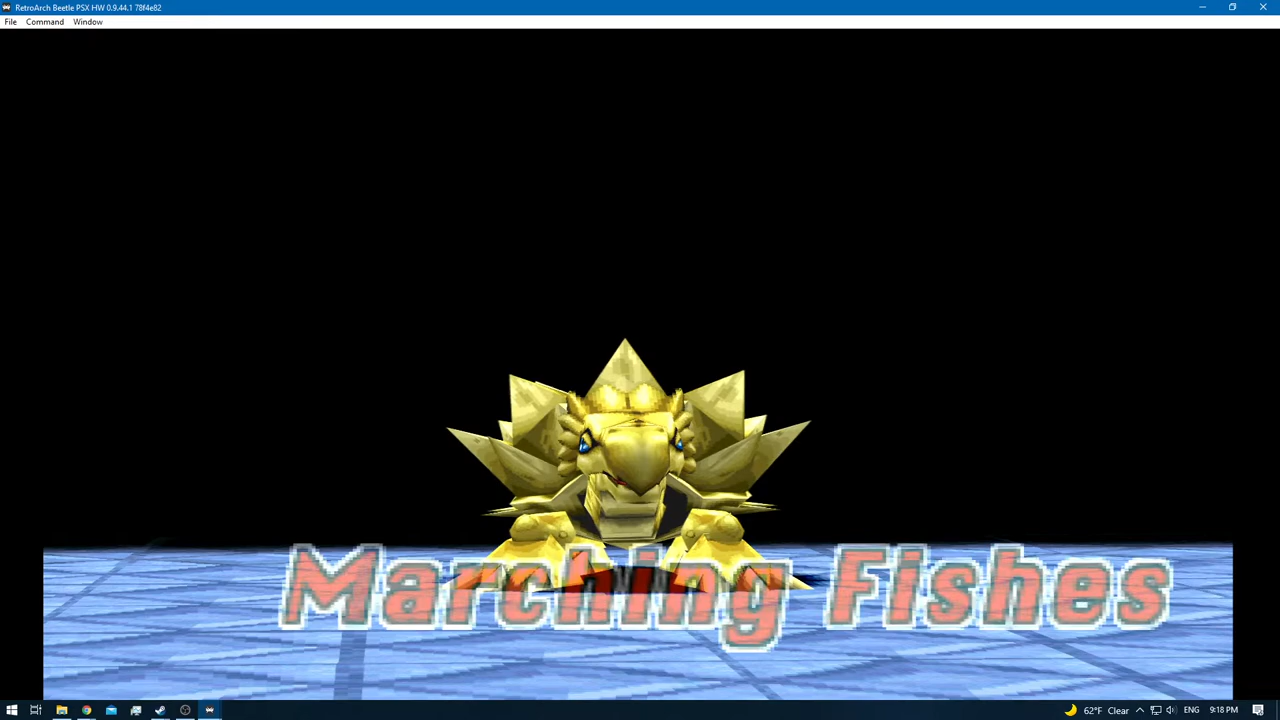 RetroArch Beetle PSX HW 0.9.44.1 78f4e82
File Command Window
Marching Fishes
62°F Clear ENG 9:18 PM